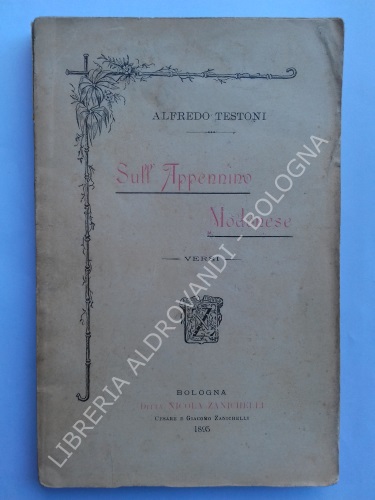 ALFREDO TESTONI
Sull' Appennino
Modenese
VERSI
BOLOGNA
DITTA NICOLA ZANICHELLI
CESARE E GIACOMO ZANICHELLI
1895
LIBRERIA ALDROVANDI - BOLOGNA